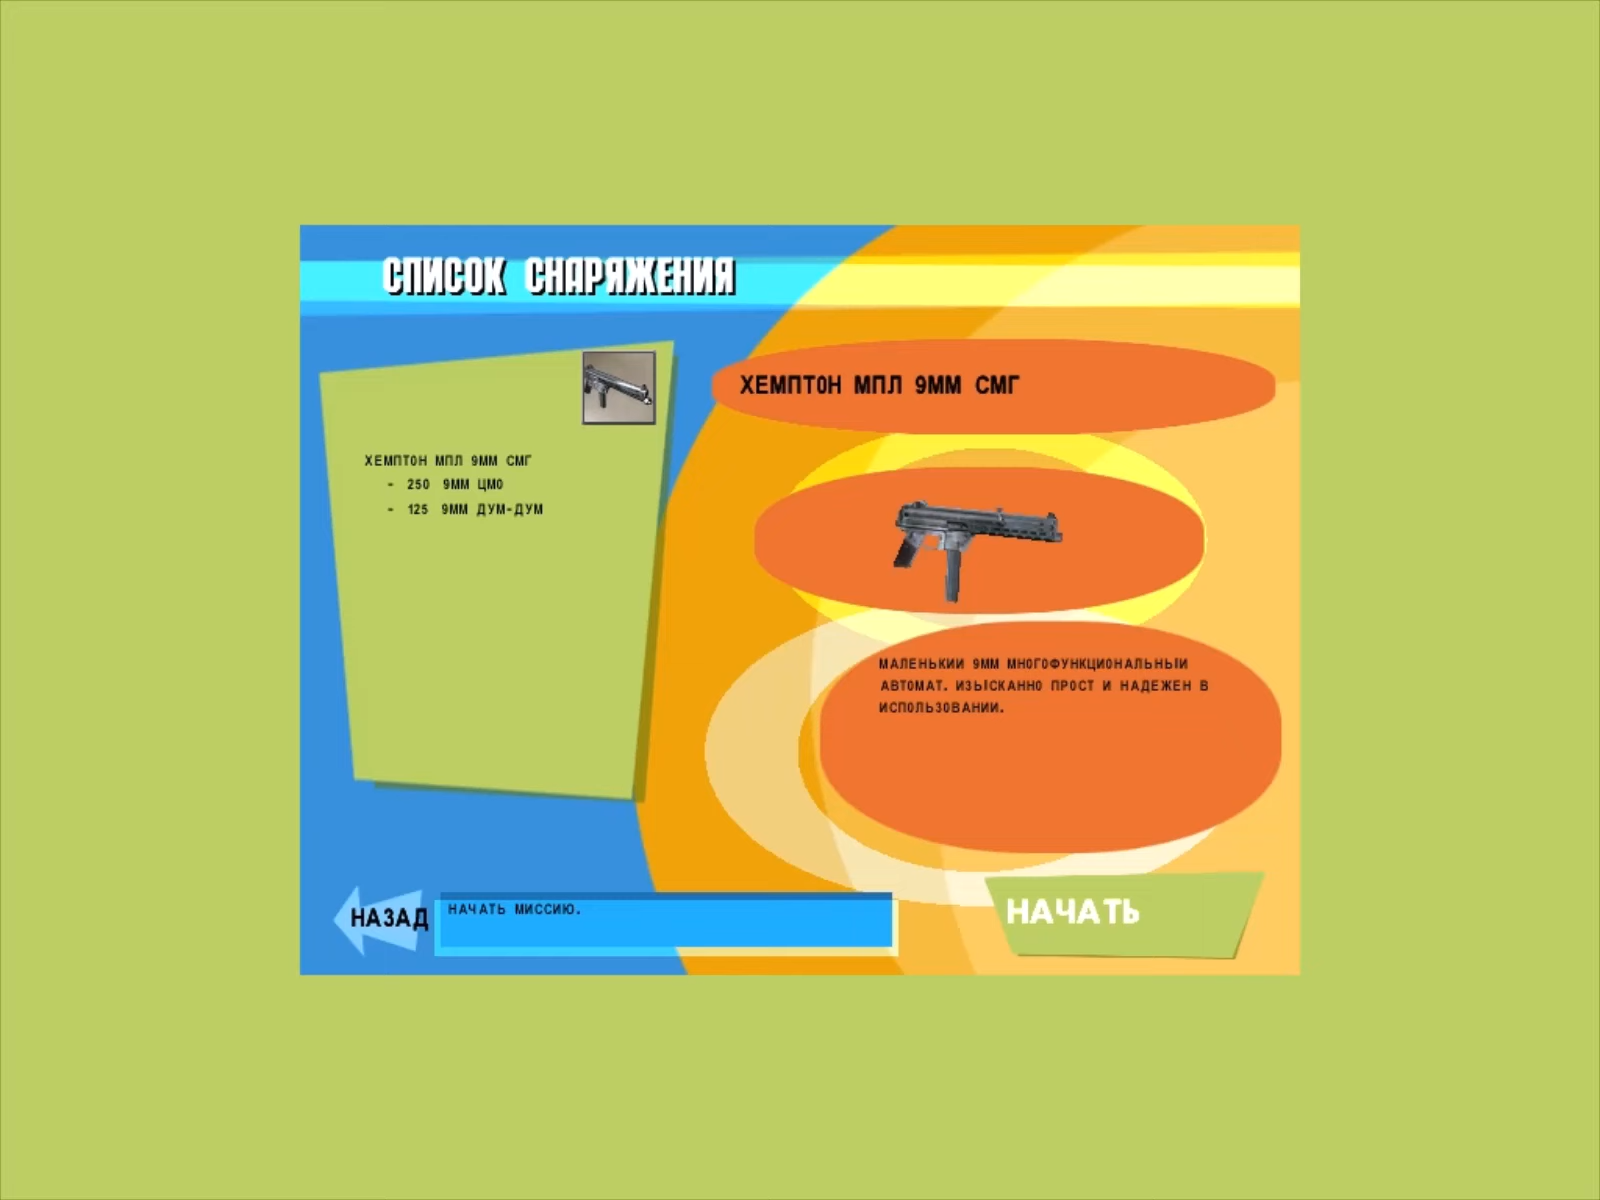 СПИСОК СНАРЯЖЕНИЯ
ХЕМПТОН МПЛ 9ММ СМГ
- 250 9ММ ЦМО
- 125 9ММ ДУМ-ДУМ
ХЕМПТОН МПЛ 9ММ СМГ
МАЛЕНЬКИИ 9ММ МНОГОФУНКЦИОНАЛЬНЫИ
АВТОМАТ. ИЗЫСКАННО ПРОСТ И НАДЕЖЕН В
ИСПОЛЬЗОВАНИИ.
НАЗАД
НАЧАТЬ МИССИЮ.
НАЧАТЬ